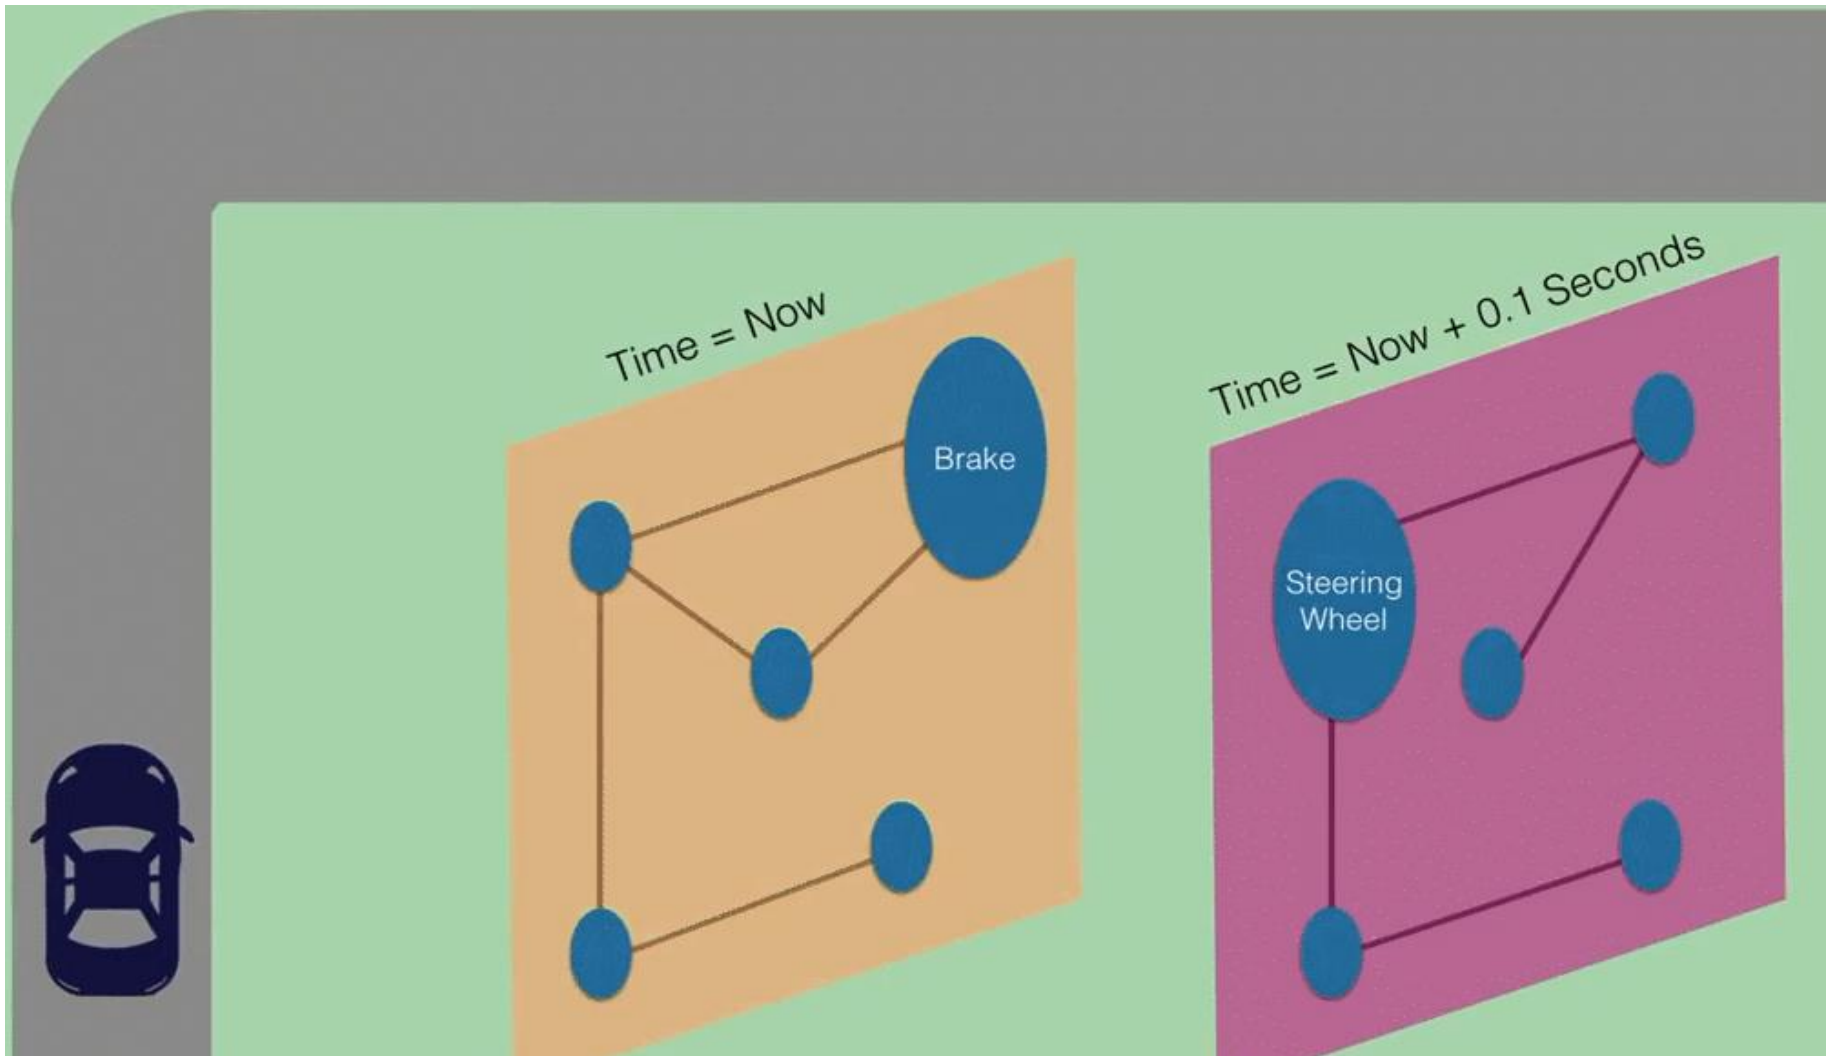 Time = Now
Brake
Time = Now + 0.1 Seconds
Steering
Wheel